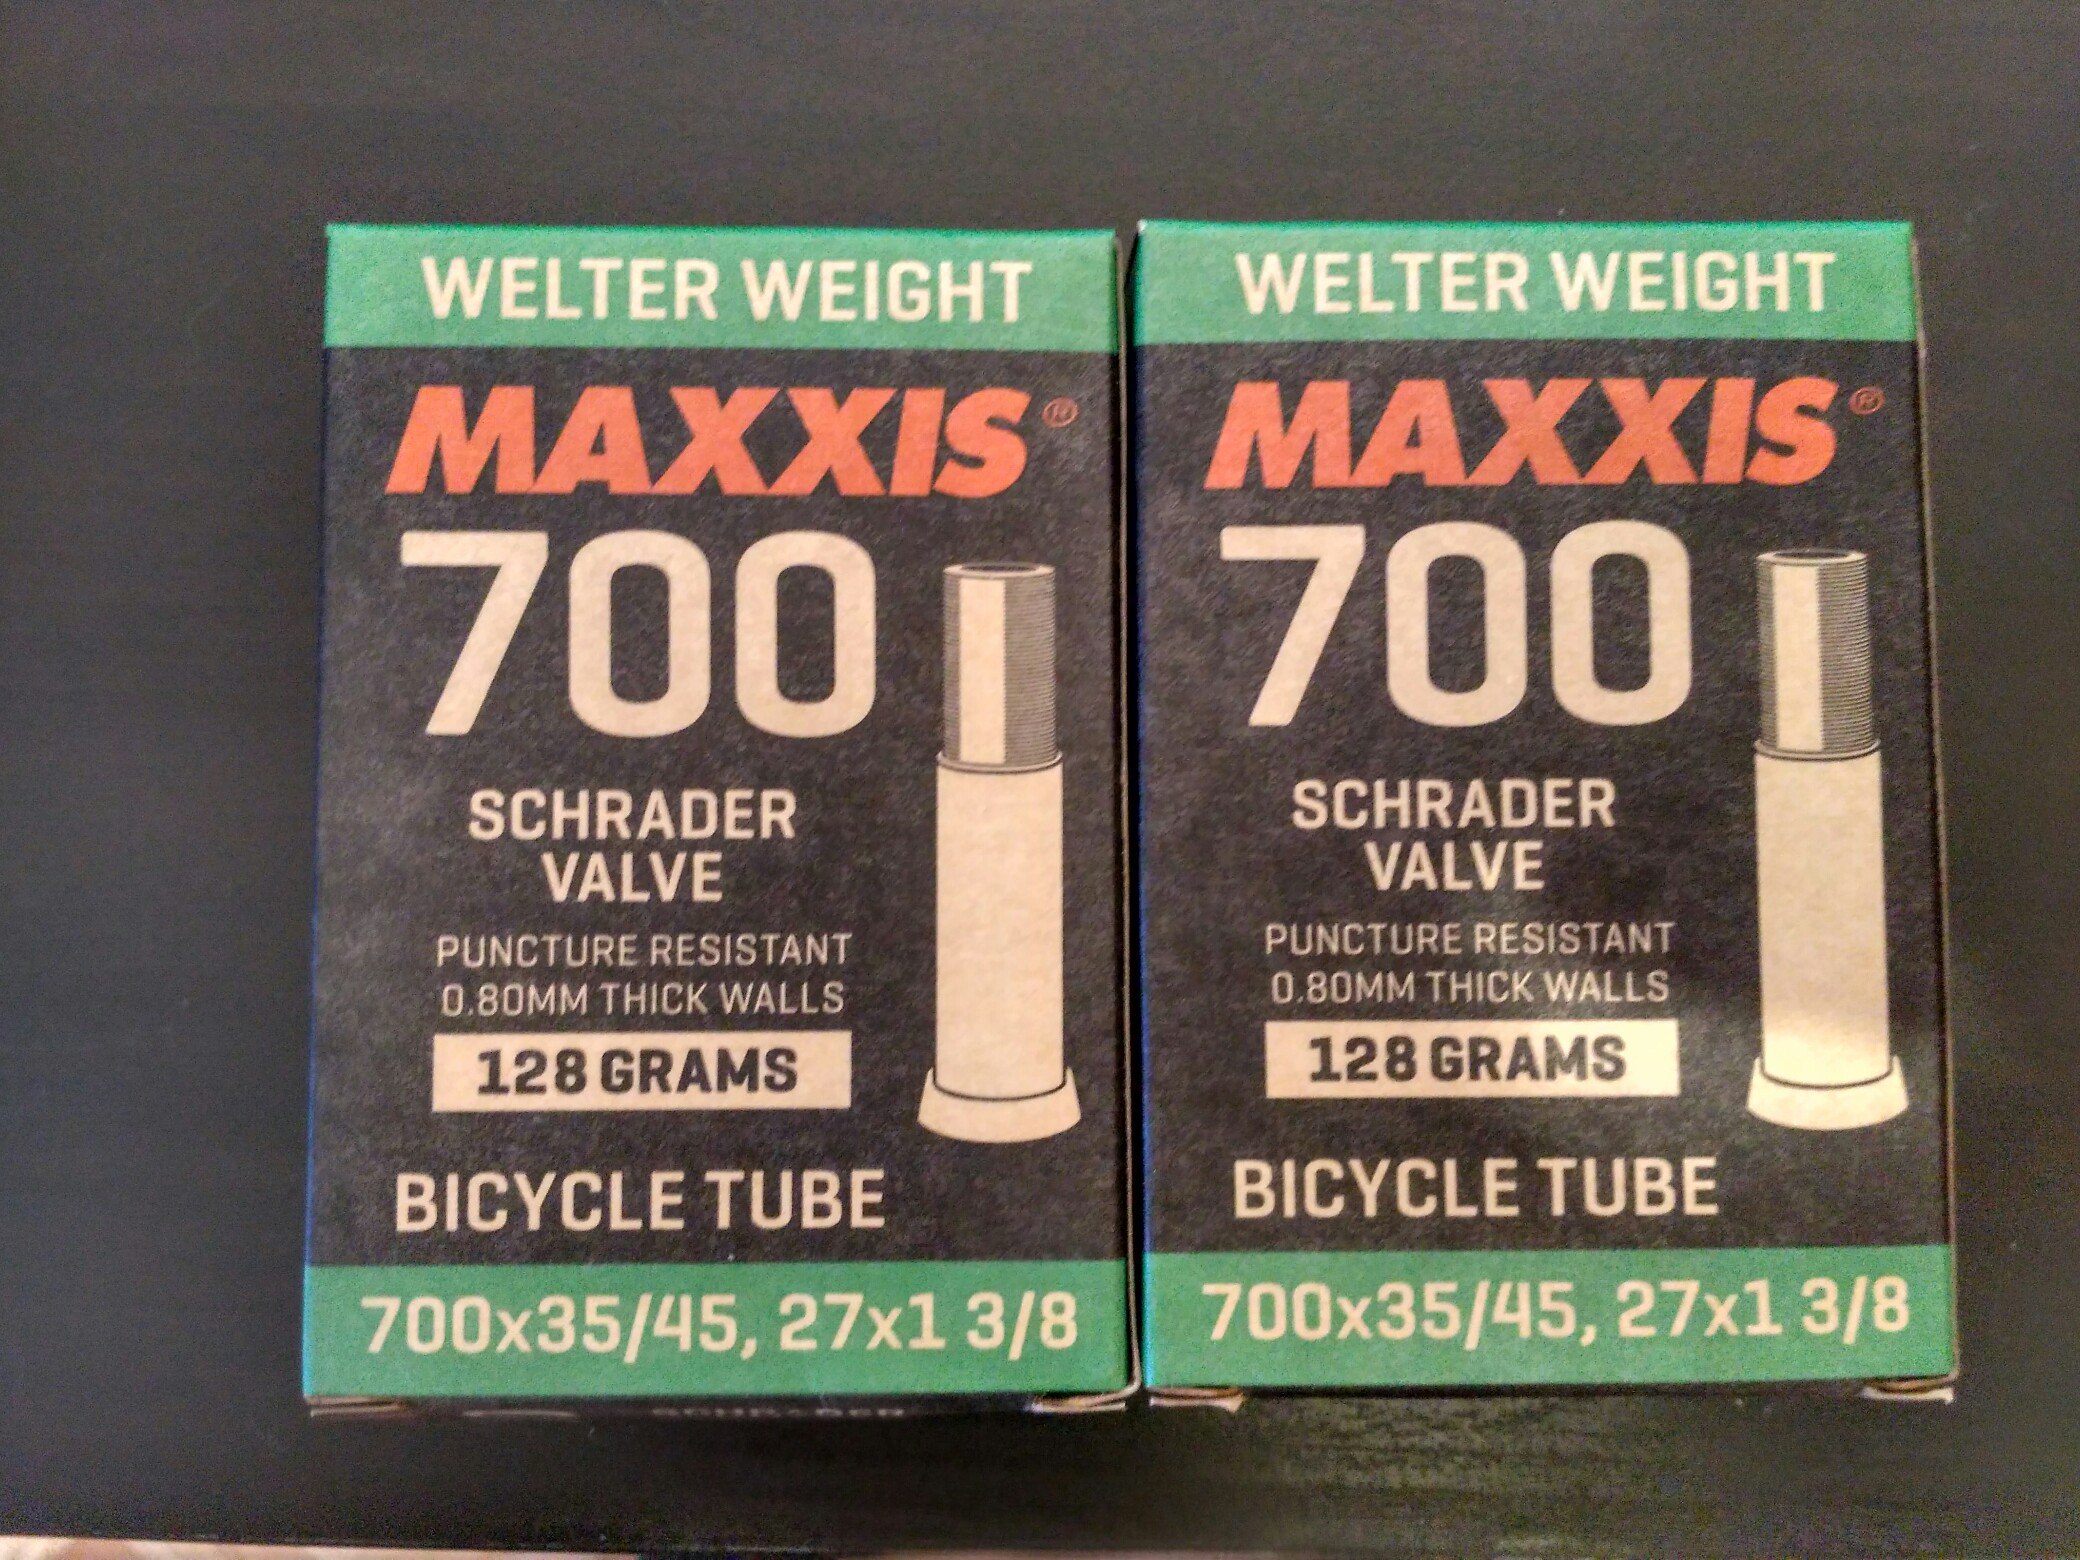 WELTER WEIGHT
MAXXIS®
700
SCHRADER
VALVE
PUNCTURE RESISTANT
0.80MM THICK WALLS
128 GRAMS
BICYCLE TUBE
700x35/45, 27x1 3/8
SCHRADER
WELTER WEIGHT
MAXXIS®
700
SCHRADER
VALVE
PUNCTURE RESISTANT
0.80MM THICK WALLS
128 GRAMS
BICYCLE TUBE
700x35/45, 27x1 3/8